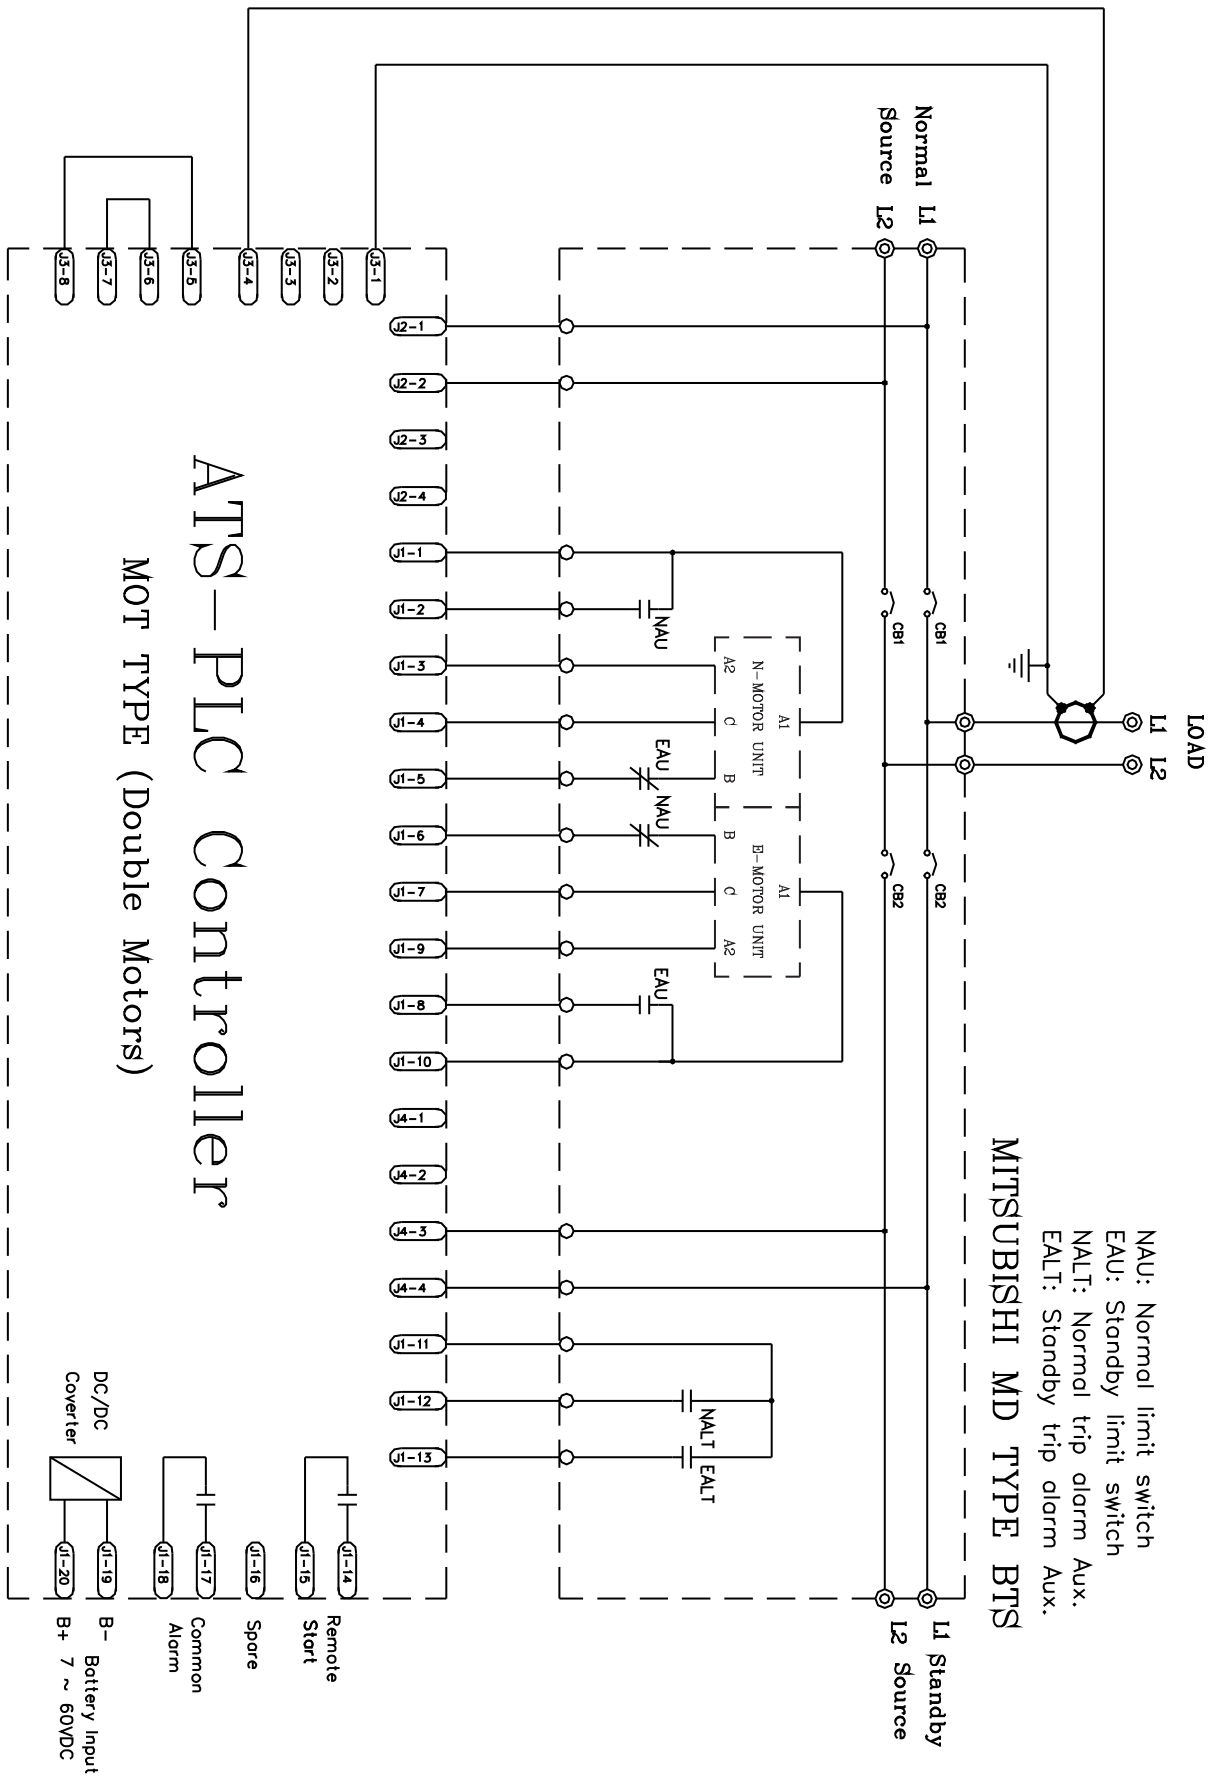 LOAD
L1 L2
NAU: Normal limit switch
EAU: Standby limit switch
NALT: Normal trip alarm Aux.
EALT: Standby trip alarm Aux.
MITSUBISHI MD TYPE BTS
Normal L1
Source L2
CB1
CB1
CB2
CB2
L1 Standby
L2 Source
A1
N-MOTOR UNIT
A2
C
B
A1
E-MOTOR UNIT
B
C
A2
NAU
EAU
NAU
EAU
NALT
EALT
J2-1
J2-2
J2-3
J2-4
J1-1
J1-2
J1-3
J1-4
J1-5
J1-6
J1-7
J1-9
J1-8
J1-10
J4-1
J4-2
J4-3
J4-4
J1-11
J1-12
J1-13
J3-1
J3-2
J3-3
J3-4
J3-5
J3-6
J3-7
J3-8
ATS-PLC Controller
MOT TYPE (Double Motors)
J1-14
J1-15
Remote
Start
J1-16
Spare
J1-17
J1-18
Common
Alarm
DC/DC
Coverter
J1-19
J1-20
B- Battery Input
B+ 7 ~ 60VDC